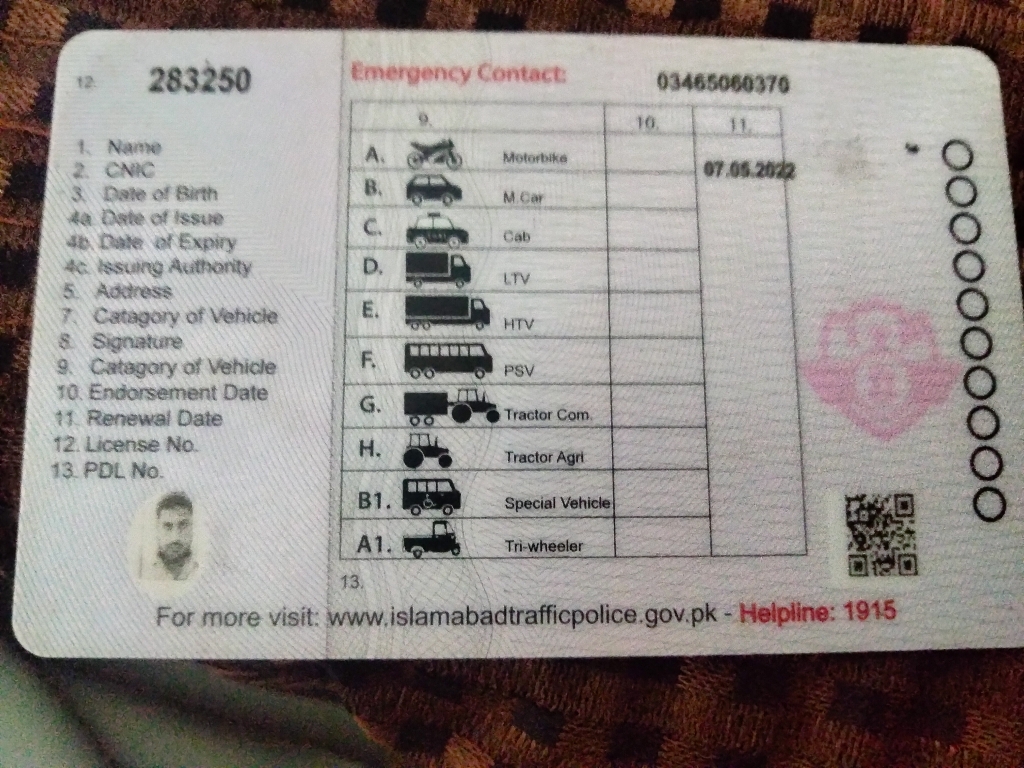 12. 283250
Emergency Contact: 03465060370
1. Name
2. CNIC
3. Date of Birth
4a Date of Issue
4b Date of Expiry
4c. Issuing Authority
5. Address
7. Catagory of Vehicle
8. Signature
9. Catagory of Vehicle
10. Endorsement Date
11. Renewal Date
12. License No.
13. PDL No.
9. 10. 11.
A. Motorbike 07.05.2022
B. M.Car
C. Cab
D. LTV
E. HTV
F. PSV
G. Tractor Com.
H. Tractor Agri
B1. Special Vehicle
A1. Tri-wheeler
13.
For more visit: www.islamabadtrafficpolice.gov.pk - Helpline: 1915